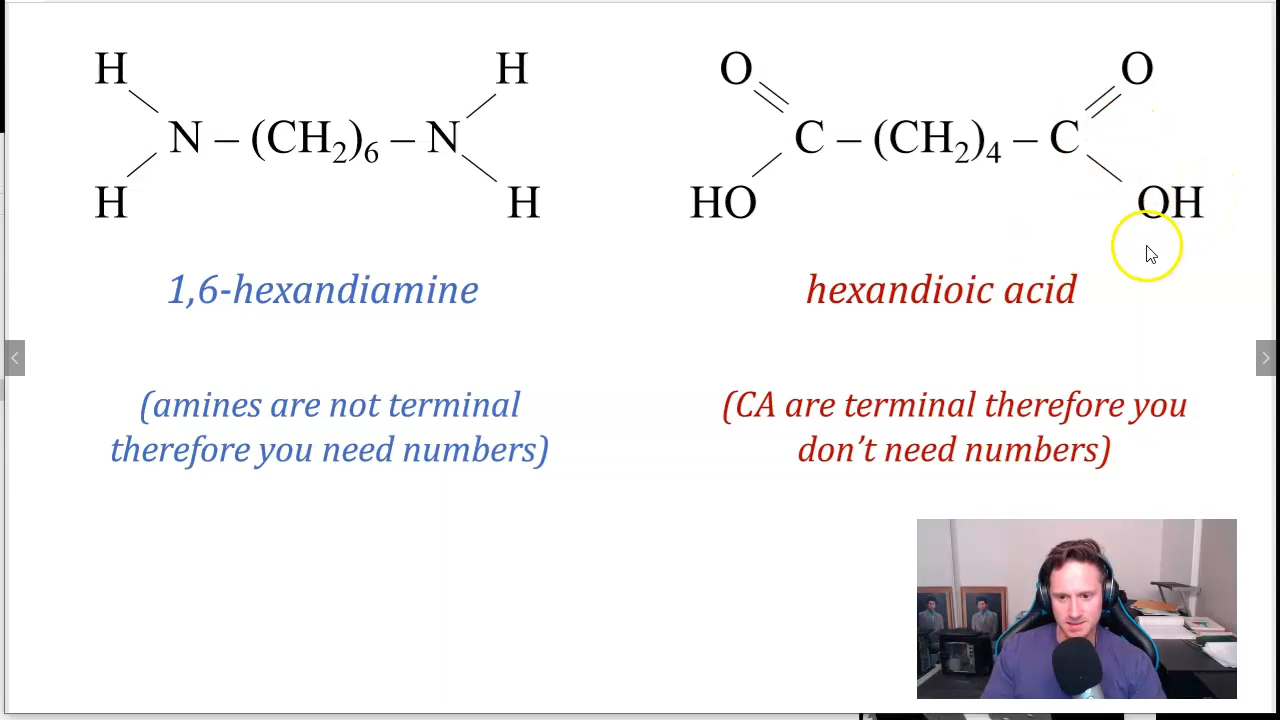 H H O O
N – (CH₂)₆ – N C – (CH₂)₄ – C
H H HO OH
1,6-hexandiamine hexandioic acid
(amines are not terminal
therefore you need numbers)
(CA are terminal therefore you
don’t need numbers)